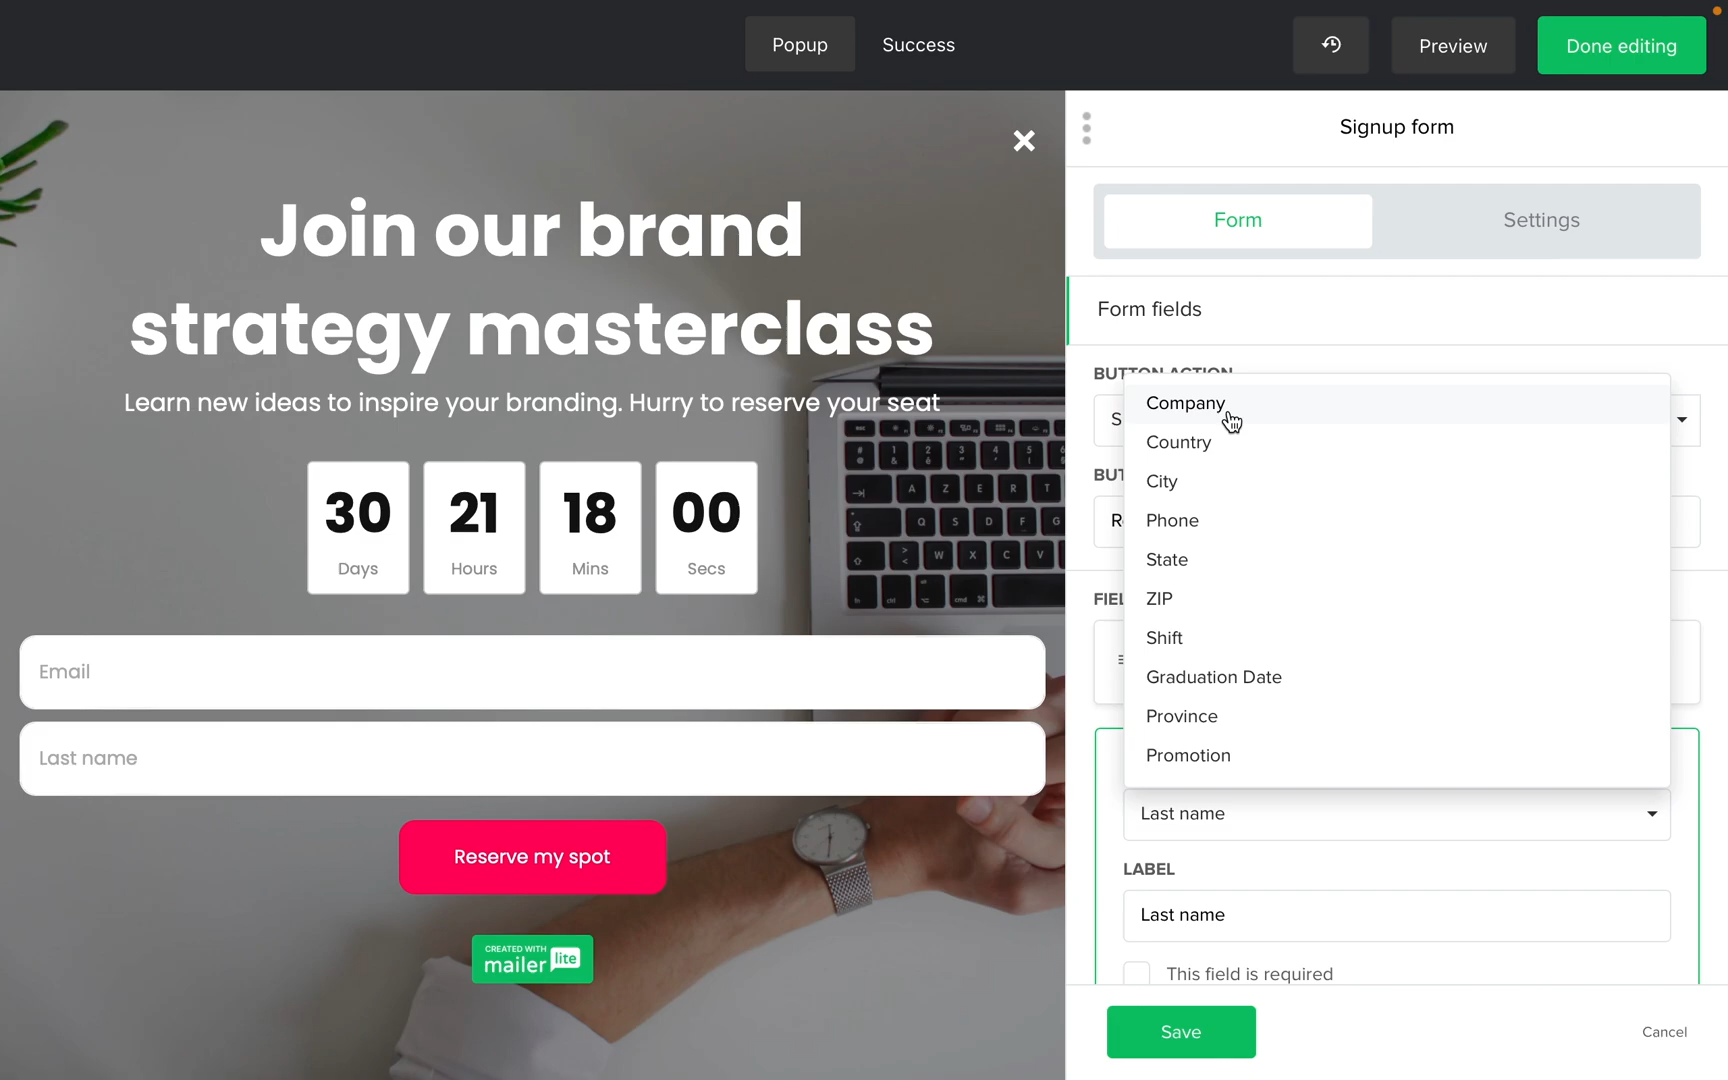 Popup
Success
Preview
Done editing
Join our brand
strategy masterclass
Learn new ideas to inspire your branding. Hurry to reserve your seat
30
21
18
00
Days
Hours
Mins
Secs
Email
Last name
Reserve my spot
CREATED WITH
mailer lite
Signup form
Form
Settings
Form fields
BUTTON ACTION
Company
Country
City
Phone
State
ZIP
Shift
Graduation Date
Province
Promotion
Last name
LABEL
Last name
This field is required
Save
Cancel